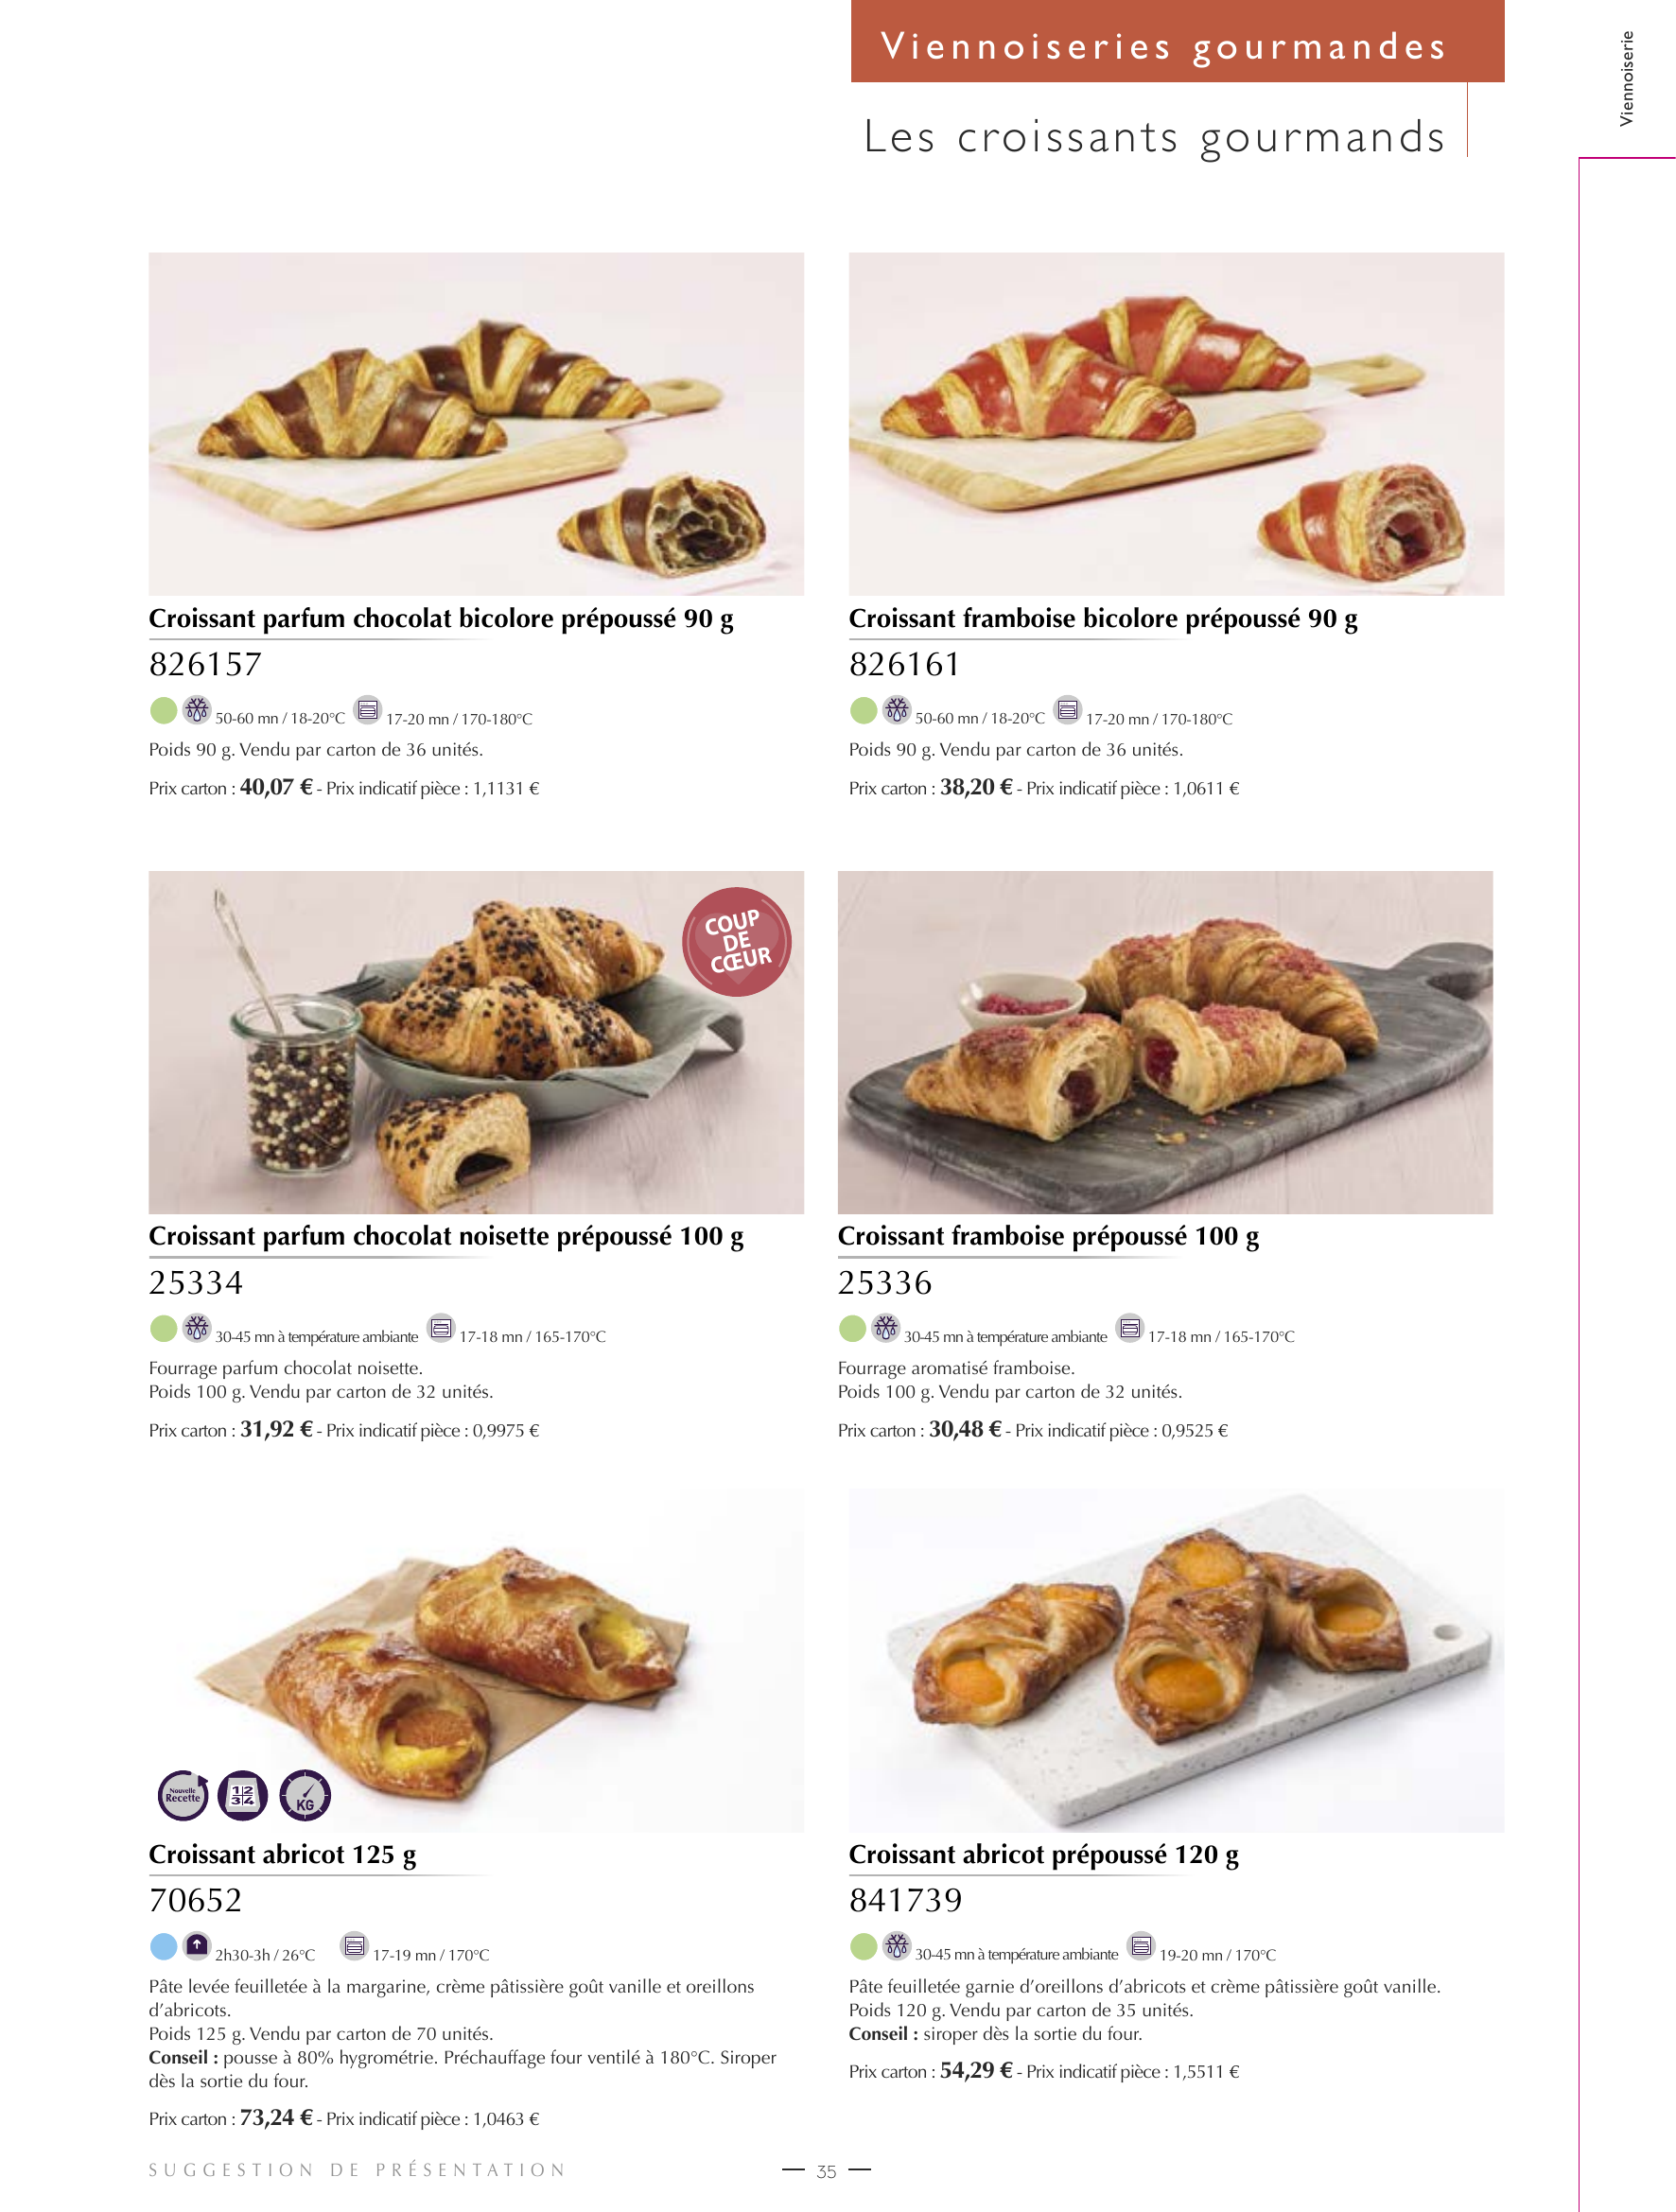 Viennoiseries gourmandes
Viennoiserie
Les croissants gourmands
Croissant parfum chocolat bicolore prépoussé 90 g
826157
50-60 mn / 18-20°C 17-20 mn / 170-180°C
Poids 90 g. Vendu par carton de 36 unités.
Prix carton : 40,07 € - Prix indicatif pièce : 1,1131 €
Croissant framboise bicolore prépoussé 90 g
826161
50-60 mn / 18-20°C 17-20 mn / 170-180°C
Poids 90 g. Vendu par carton de 36 unités.
Prix carton : 38,20 € - Prix indicatif pièce : 1,0611 €
COUP
DE
CŒUR
Croissant parfum chocolat noisette prépoussé 100 g
25334
30-45 mn à température ambiante 17-18 mn / 165-170°C
Fourrage parfum chocolat noisette.
Poids 100 g. Vendu par carton de 32 unités.
Prix carton : 31,92 € - Prix indicatif pièce : 0,9975 €
Croissant framboise prépoussé 100 g
25336
30-45 mn à température ambiante 17-18 mn / 165-170°C
Fourrage aromatisé framboise.
Poids 100 g. Vendu par carton de 32 unités.
Prix carton : 30,48 € - Prix indicatif pièce : 0,9525 €
Nouvelle
Recette
1 2
3 4
KG
Croissant abricot 125 g
70652
2h30-3h / 26°C 17-19 mn / 170°C
Pâte levée feuilletée à la margarine, crème pâtissière goût vanille et oreillons
d'abricots.
Poids 125 g. Vendu par carton de 70 unités.
Conseil : pousse à 80% hygrométrie. Préchauffage four ventilé à 180°C. Siroper
dès la sortie du four.
Prix carton : 73,24 € - Prix indicatif pièce : 1,0463 €
Croissant abricot prépoussé 120 g
841739
30-45 mn à température ambiante 19-20 mn / 170°C
Pâte feuilletée garnie d'oreillons d'abricots et crème pâtissière goût vanille.
Poids 120 g. Vendu par carton de 35 unités.
Conseil : siroper dès la sortie du four.
Prix carton : 54,29 € - Prix indicatif pièce : 1,5511 €
SUGGESTION DE PRÉSENTATION
35